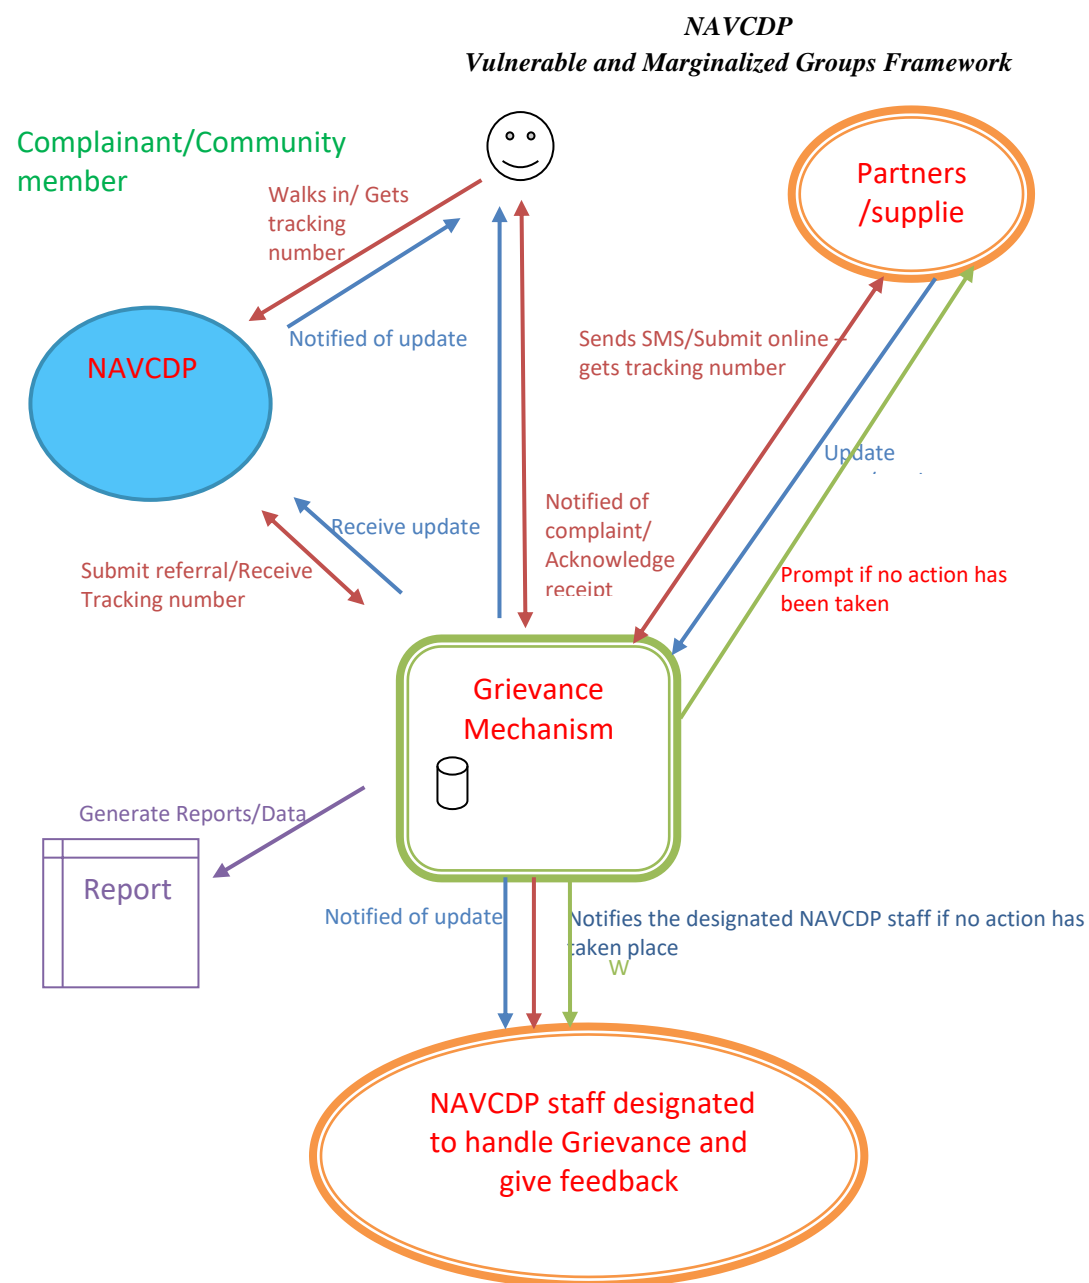 NAVCDP
Vulnerable and Marginalized Groups Framework
Complainant/Community
member
Walks in/ Gets
tracking
number
Partners
/supplie
NAVCDP
Notified of update
Sends SMS/Submit online –
gets tracking number
Update
Receive update
Notified of
complaint/
Acknowledge
receipt
Submit referral/Receive
Tracking number
Prompt if no action has
been taken
Grievance
Mechanism
Generate Reports/Data
Report
Notified of update
Notifies the designated NAVCDP staff if no action has
taken place
W
NAVCDP staff designated
to handle Grievance and
give feedback